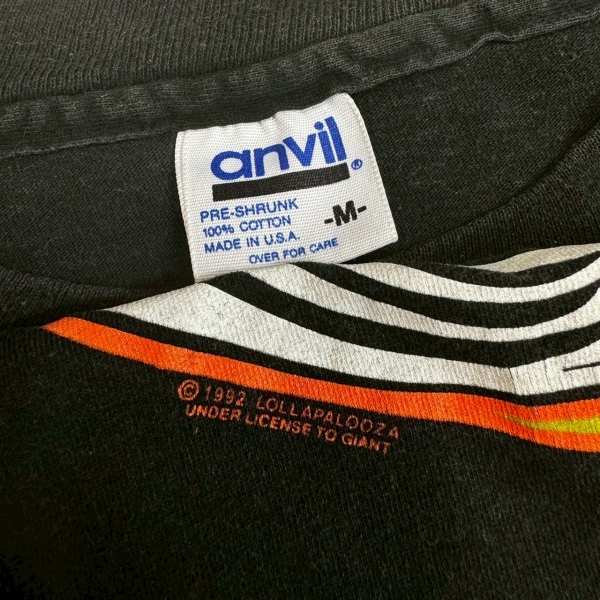 anvil®
PRE-SHRUNK
100% COTTON
-M-
MADE IN U.S.A.
OVER FOR CARE
© 1992 LOLLAPALOOZA
UNDER LICENSE TO GIANT